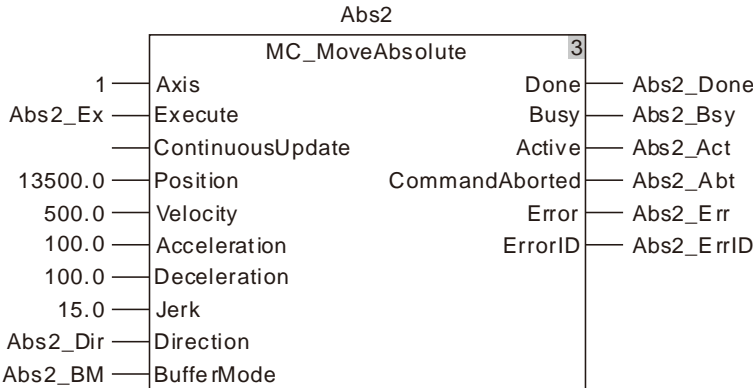 Abs2
MC_MoveAbsolute 3
1 Axis Done Abs2_Done
Abs2_Ex Execute Busy Abs2_Bsy
ContinuousUpdate Active Abs2_Act
13500.0 Position CommandAborted Abs2_Abt
500.0 Velocity Error Abs2_Err
100.0 Acceleration ErrorID Abs2_ErrID
100.0 Deceleration
15.0 Jerk
Abs2_Dir Direction
Abs2_BM BufferMode